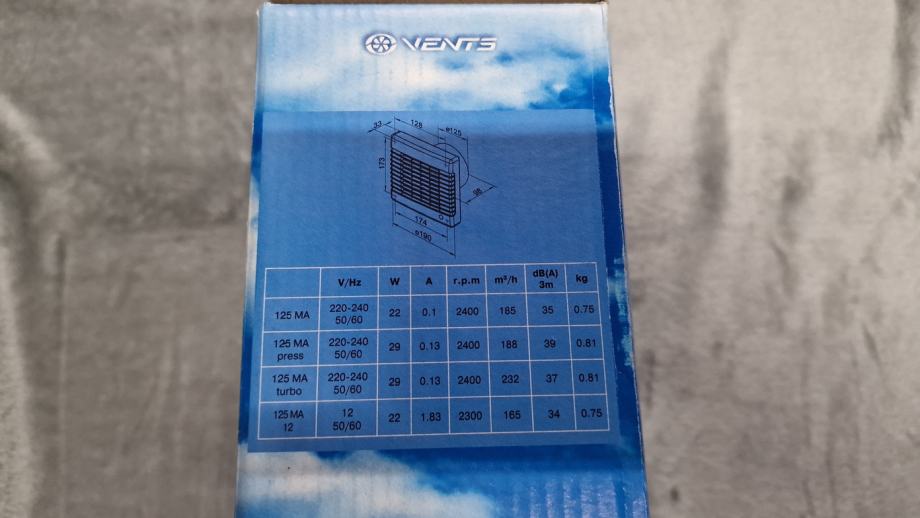 VENTS
33
128
ø125
173
98
174
ø190
V/Hz W A r.p.m m³/h dB(A) 3m kg
125 MA 220-240 50/60 22 0.1 2400 185 35 0.75
125 MA press 220-240 50/60 29 0.13 2400 188 39 0.81
125 MA turbo 220-240 50/60 29 0.13 2400 232 37 0.81
125 MA 12 12 50/60 22 1.83 2300 165 34 0.75